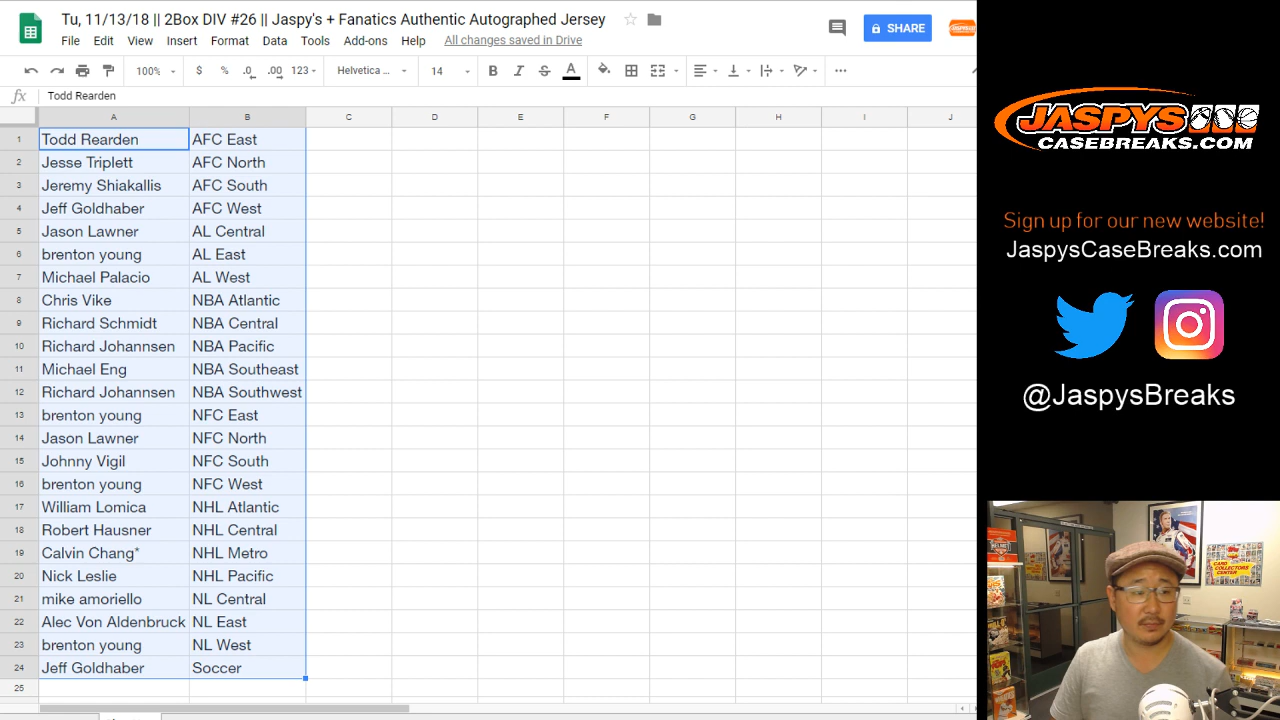 Tu, 11/13/18 || 2Box DIV #26 || Jaspy's + Fanatics Authentic Autographed Jersey
File Edit View Insert Format Data Tools Add-ons Help All changes saved in Drive
SHARE
100% $ % .0 .00 123 Helvetica ... 14 B I S A
fx Todd Rearden
A B C D E F G H I J
1 Todd Rearden AFC East
2 Jesse Triplett AFC North
3 Jeremy Shiakallis AFC South
4 Jeff Goldhaber AFC West
5 Jason Lawner AL Central
6 brenton young AL East
7 Michael Palacio AL West
8 Chris Vike NBA Atlantic
9 Richard Schmidt NBA Central
10 Richard Johannsen NBA Pacific
11 Michael Eng NBA Southeast
12 Richard Johannsen NBA Southwest
13 brenton young NFC East
14 Jason Lawner NFC North
15 Johnny Vigil NFC South
16 brenton young NFC West
17 William Lomica NHL Atlantic
18 Robert Hausner NHL Central
19 Calvin Chang* NHL Metro
20 Nick Leslie NHL Pacific
21 mike amoriello NL Central
22 Alec Von Aldenbruck NL East
23 brenton young NL West
24 Jeff Goldhaber Soccer
25
JASPYS
CASEBREAKS.COM
Sign up for our new website!
JaspysCaseBreaks.com
@JaspysBreaks
CARD
COLLECTORS
CENTER